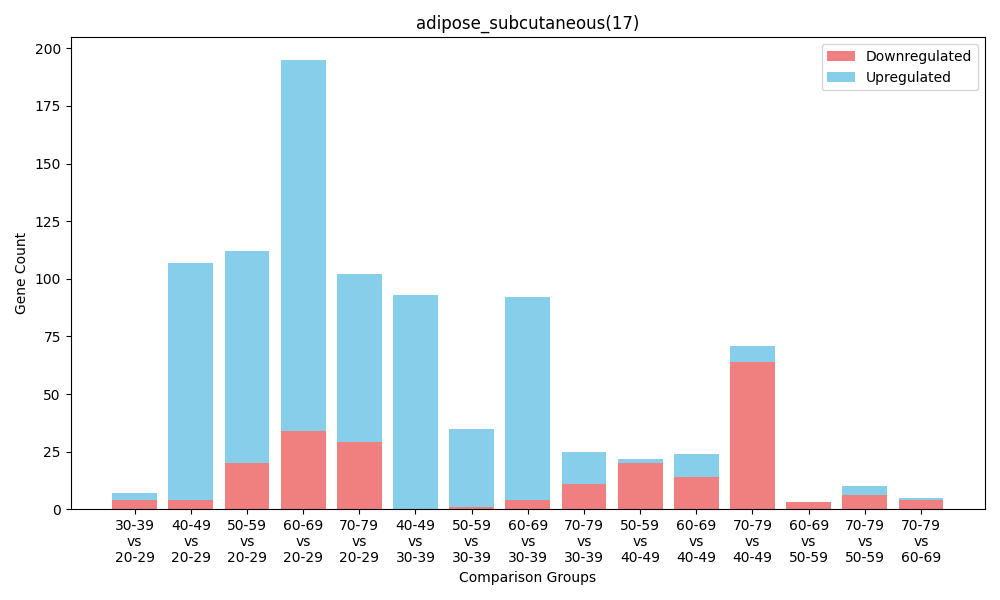 adipose_subcutaneous(17)
Downregulated
Upregulated
Gene Count
200
175
150
125
100
75
50
25
0
30-39
vs
20-29
40-49
vs
20-29
50-59
vs
20-29
60-69
vs
20-29
70-79
vs
20-29
40-49
vs
30-39
50-59
vs
30-39
60-69
vs
30-39
70-79
vs
30-39
50-59
vs
40-49
60-69
vs
40-49
70-79
vs
40-49
60-69
vs
50-59
70-79
vs
50-59
70-79
vs
60-69
Comparison Groups